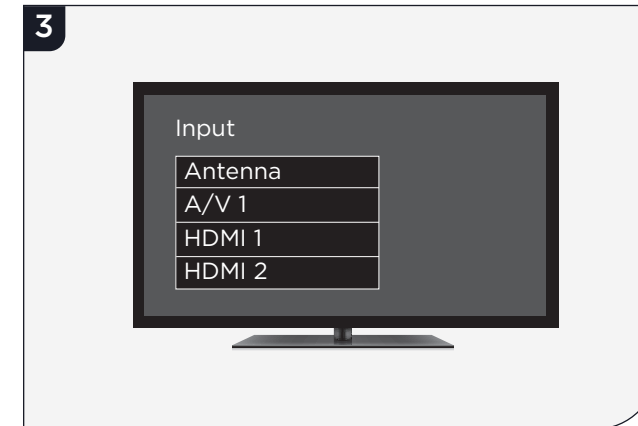 3
Input
Antenna
A/V 1
HDMI 1
HDMI 2